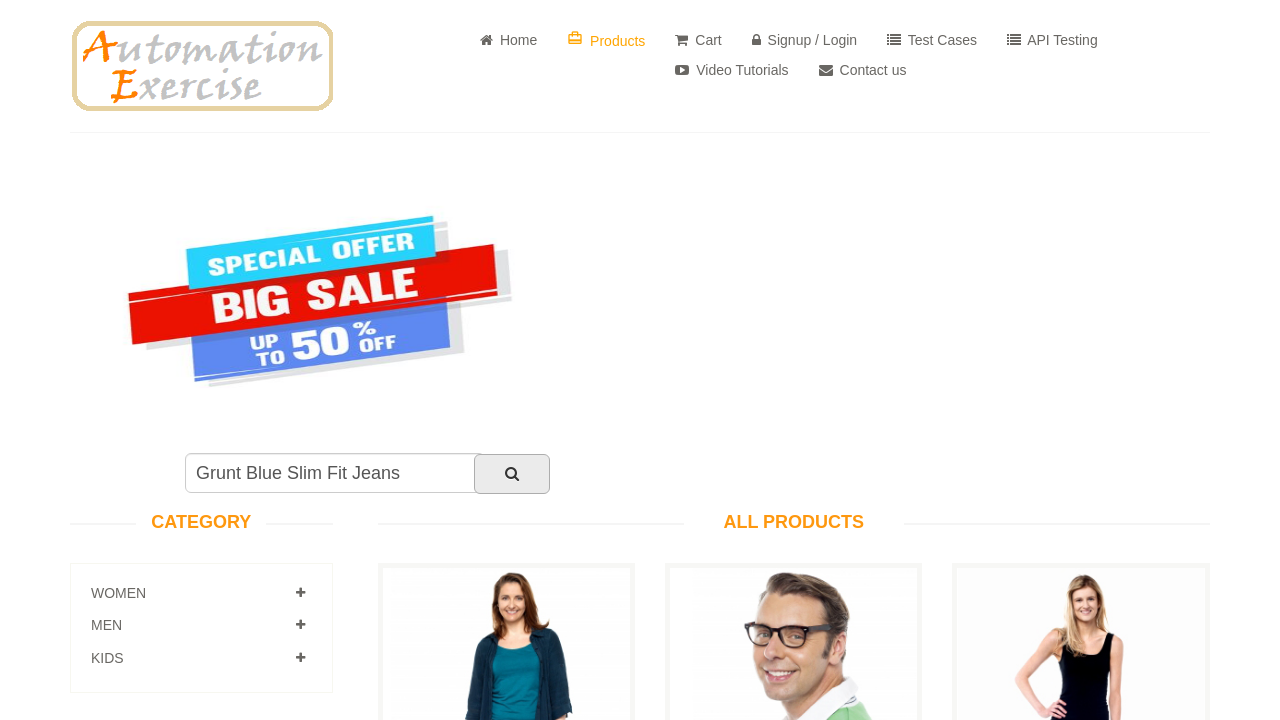 Automation
Exercise
Home
Products
Cart
Signup / Login
Test Cases
API Testing
Video Tutorials
Contact us
SPECIAL OFFER
BIG SALE
UP TO 50% OFF
Grunt Blue Slim Fit Jeans
CATEGORY
ALL PRODUCTS
WOMEN
MEN
KIDS